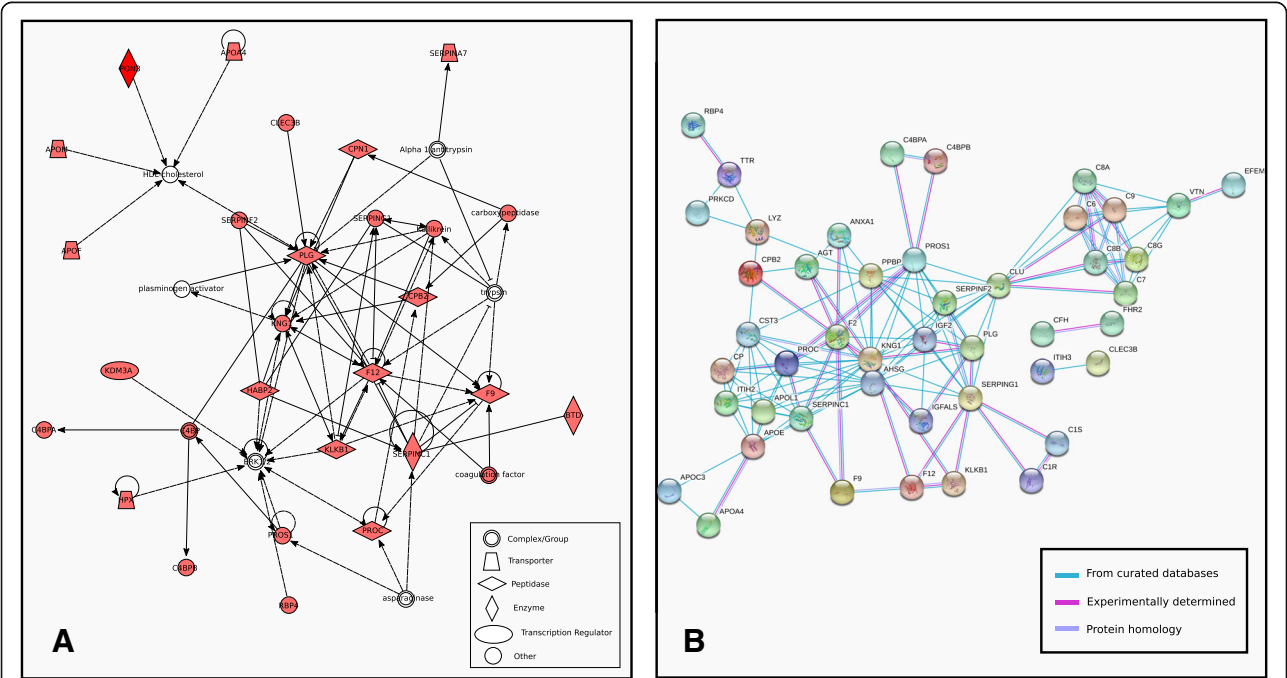 PON3
APOA4
SERPINA7
CLEC3B
APOM
CPN1
Alpha 1 antitrypsin
HDL cholesterol
SERPINF2
SERPING1
Kallikrein
carboxypeptidase
APOF
PLG
plasminogen activator
CPB2
trypsin
KNG1
KDM3A
F12
HABP2
F9
C4BPA
C4BP
BTD
KLKB1
SERPINC1
coagulation factor
HPX
PROS1
PROC
C4BPB
RBP4
asparaginase
Complex/Group
Transporter
Peptidase
Enzyme
Transcription Regulator
Other
A
RBP4
C4BPA
C4BPB
TTR
C8A
EFEM
PRKCD
C6
C9
VTN
LYZ
ANXA1
PROS1
C8B
C8G
CPB2
AGT
PPBP
CLU
C7
SERPINF2
FHR2
CST3
F2
IGF2
PLG
CFH
KNG1
CP
PROC
AHSG
ITIH3
CLEC3B
ITIH2
APOL1
SERPINC1
IGFALS
SERPING1
APOE
C1S
APOC3
F9
F12
KLKB1
C1R
APOA4
From curated databases
Experimentally determined
Protein homology
B